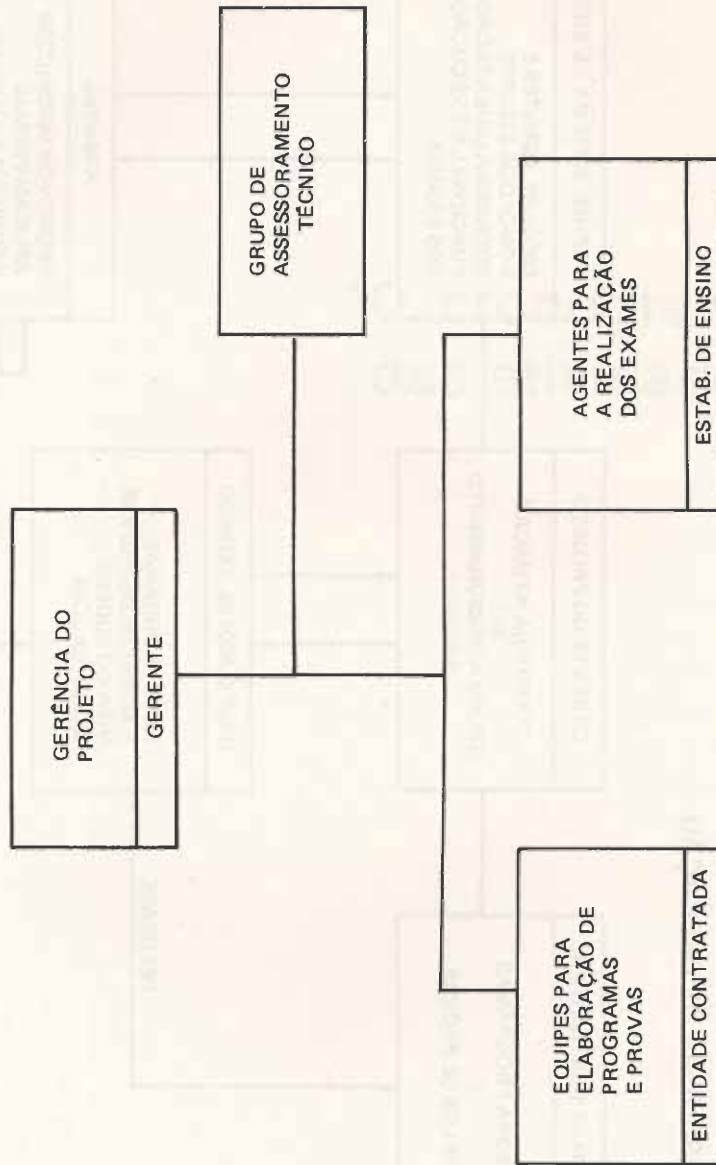 GERÊNCIA DO
PROJETO
GERENTE
GRUPO DE
ASSESSORAMENTO
TÉCNICO
EQUIPES PARA
ELABORAÇÃO DE
PROGRAMAS
E PROVAS
ENTIDADE CONTRATADA
AGENTES PARA
A REALIZAÇÃO
DOS EXAMES
ESTAB. DE ENSINO